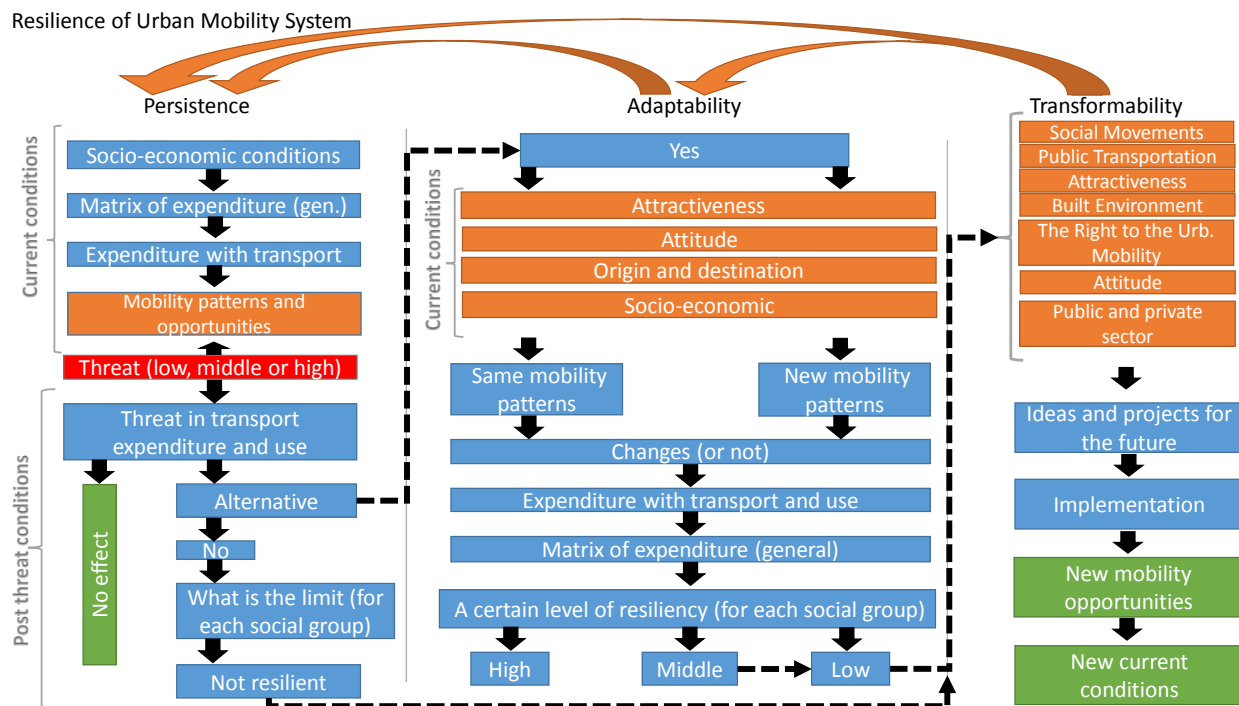 Resilience of Urban Mobility System
Persistence
Current conditions
Socio-economic conditions
Matrix of expenditure (gen.)
Expenditure with transport
Mobility patterns and
opportunities
Threat (low, middle or high)
Post threat conditions
Threat in transport
expenditure and use
No effect
Alternative
No
What is the limit (for
each social group)
Not resilient
Adaptability
Yes
Current conditions
Attractiveness
Attitude
Origin and destination
Socio-economic
Same mobility
patterns
New mobility
patterns
Changes (or not)
Expenditure with transport and use
Matrix of expenditure (general)
A certain level of resiliency (for each social group)
High
Middle
Low
Transformability
Social Movements
Public Transportation
Attractiveness
Built Environment
The Right to the Urb.
Mobility
Attitude
Public and private
sector
Ideas and projects for
the future
Implementation
New mobility
opportunities
New current
conditions